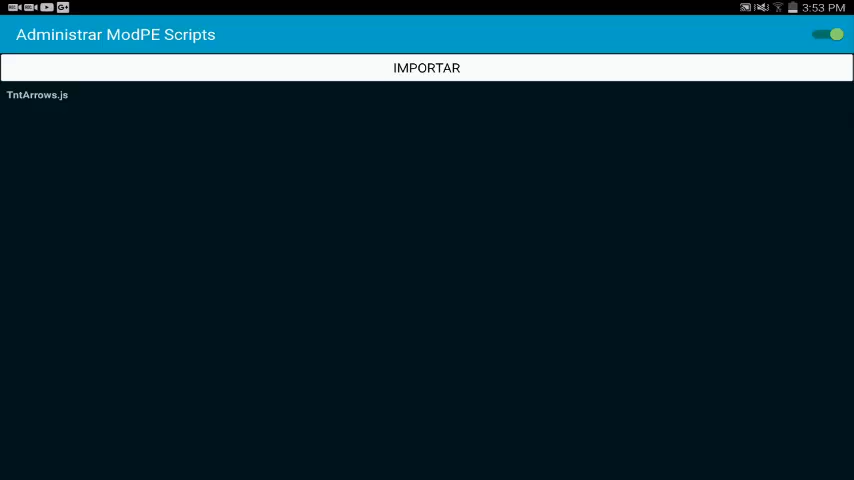 3:53 PM
Administrar ModPE Scripts
IMPORTAR
TntArrows.js